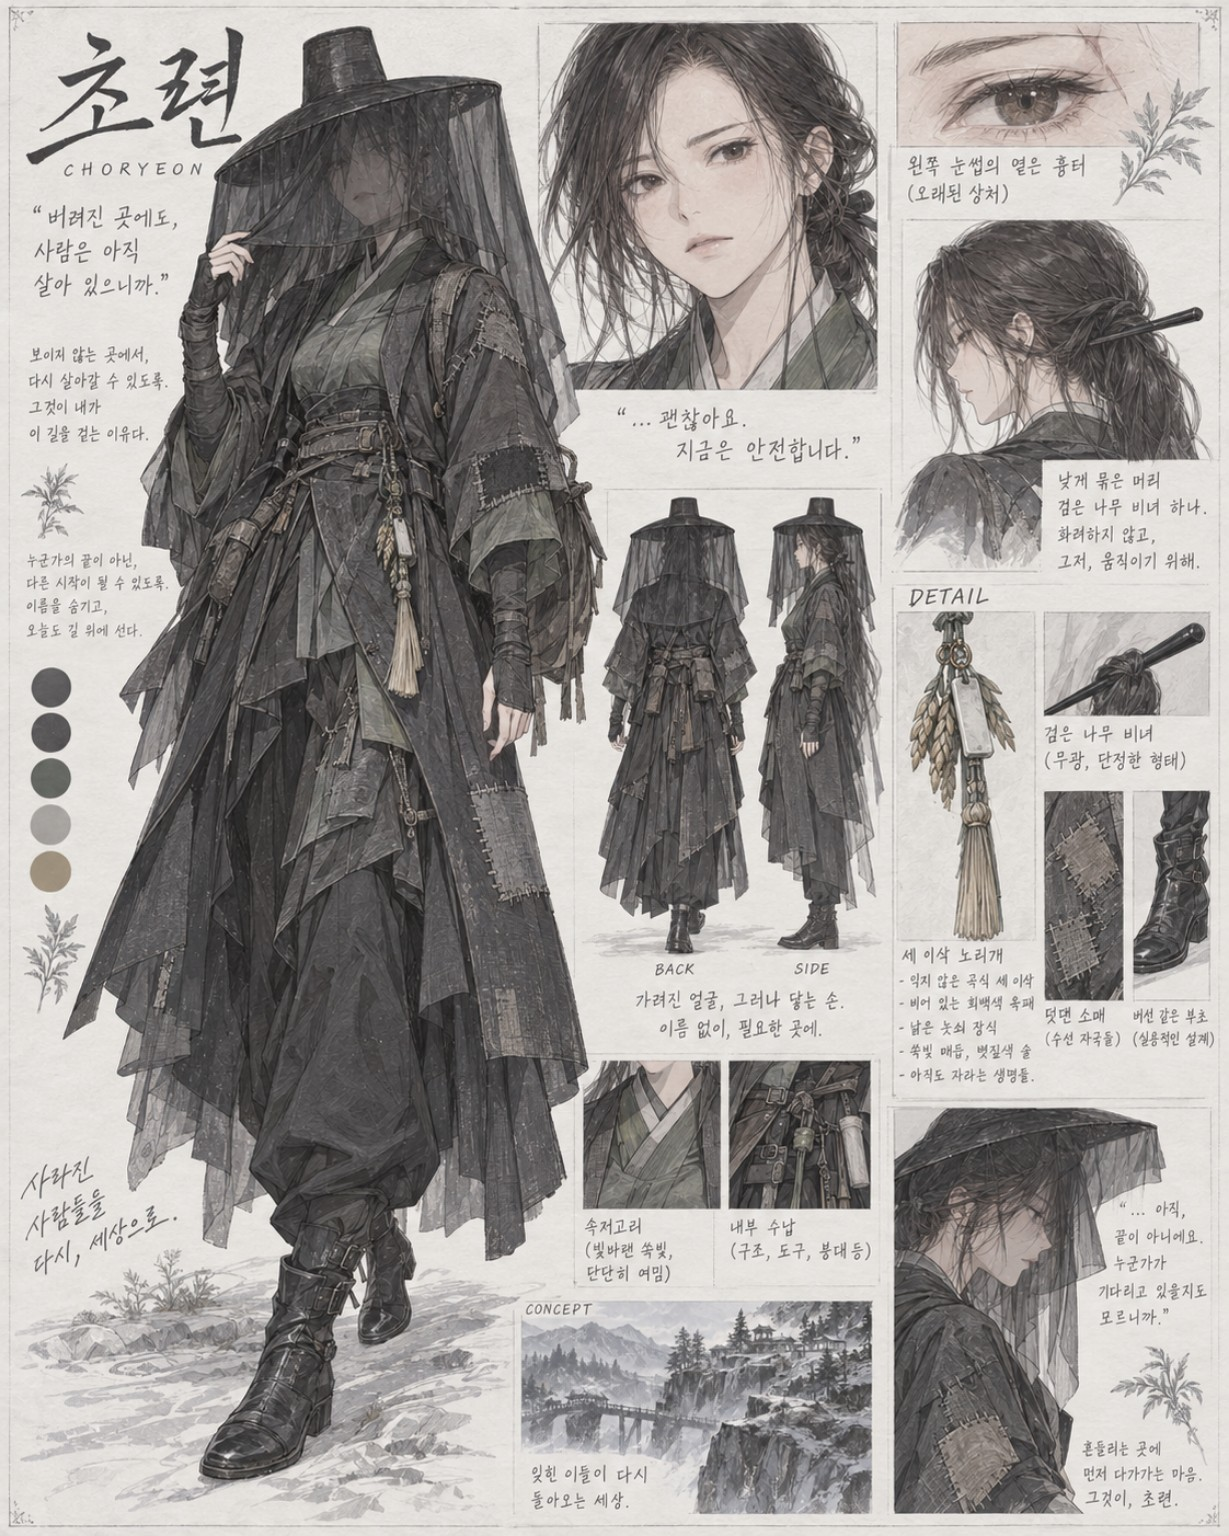 초련
CHORYEON
“버려진 곳에도,
사람은 아직
살아 있으니까.”
보이지 않는 곳에서,
다시 살아갈 수 있도록.
그것이 내가
이 길을 걷는 이유다.
누군가의 끝이 아닌,
다른 시작이 될 수 있도록.
이름을 숨기고,
오늘도 길 위에 선다.
사라진
사람들을
다시, 세상으로.
“... 괜찮아요.
지금은 안전합니다.”
왼쪽 눈썹의 옅은 흉터
(오래된 상처)
낮게 묶은 머리
검은 나무 비녀 하나.
화려하지 않고,
그저, 움직이기 위해.
BACK
SIDE
가려진 얼굴, 그러나 닿는 손.
이름 없이, 필요한 곳에.
DETAIL
세 이삭 노리개
- 익지 않은 곡식 세 이삭
- 비어 있는 회백색 옥패
- 낡은 놋쇠 장식
- 쑥빛 매듭, 볏짚색 술
- 아직도 자라는 생명들.
검은 나무 비녀
(무광, 단정한 형태)
덧댄 소매
(수선 자국들)
버선 같은 부츠
(실용적인 설계)
속저고리
(빛바랜 쑥빛,
단단히 여밈)
내부 수납
(구조, 도구, 붕대 등)
CONCEPT
잊힌 이들이 다시
돌아오는 세상.
“... 아직,
끝이 아니에요.
누군가가
기다리고 있을지도
모르니까.”
흔들리는 곳에
먼저 다가가는 마음.
그것이, 초련.